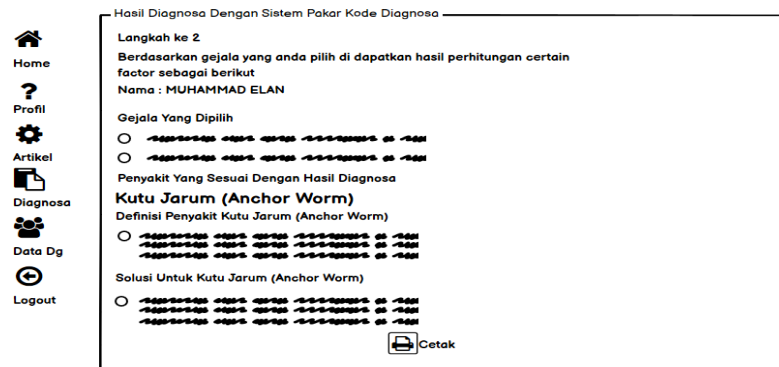 Hasil Diagnosa Dengan Sistem Pakar Kode Diagnosa
Langkah ke 2
Berdasarkan gejala yang anda pilih di dapatkan hasil perhitungan certain
factor sebagai berikut
Nama : MUHAMMAD ELAN
Gejala Yang Dipilih
Penyakit Yang Sesuai Dengan Hasil Diagnosa
Kutu Jarum (Anchor Worm)
Definisi Penyakit Kutu Jarum (Anchor Worm)
Solusi Untuk Kutu Jarum (Anchor Worm)
Cetak
Home
Profil
Artikel
Diagnosa
Data Dg
Logout